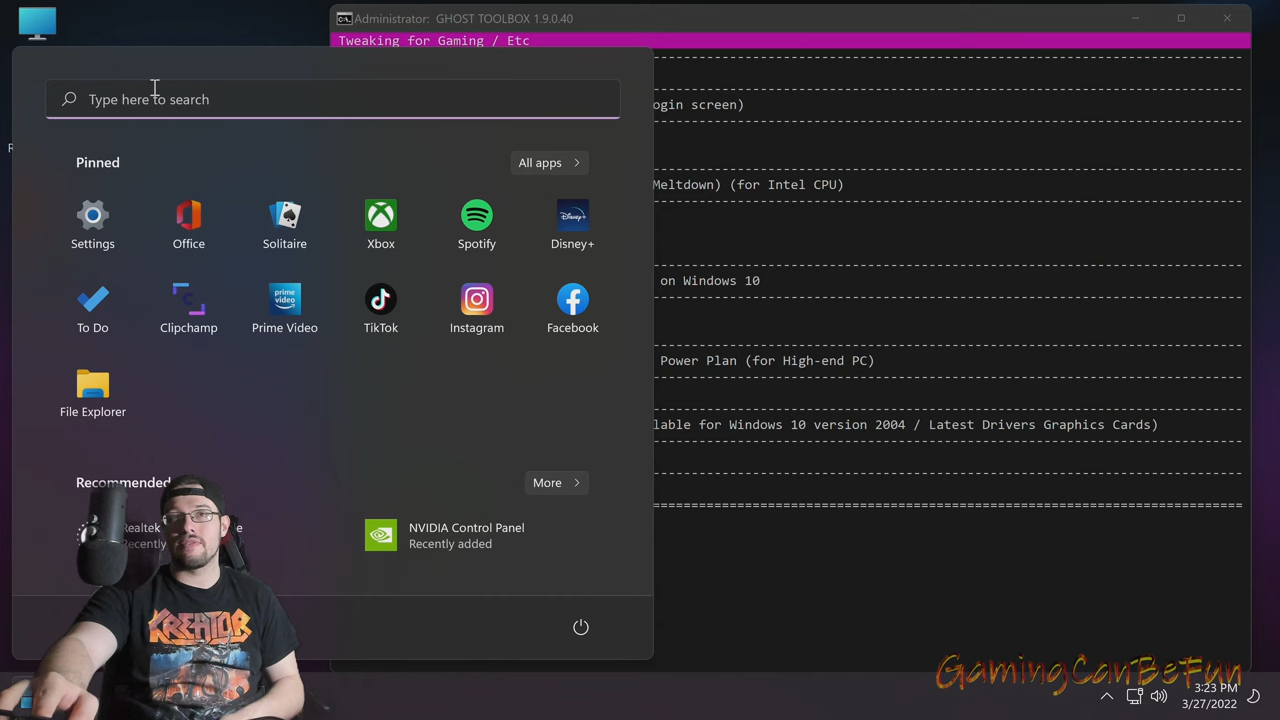 Administrator: GHOST TOOLBOX 1.9.0.40
Tweaking for Gaming / Etc
Type here to search
ogin screen)
Pinned
All apps
Meltdown) (for Intel CPU)
Settings
Office
Solitaire
Xbox
Spotify
Disney+
on Windows 10
To Do
Clipchamp
prime video
Prime Video
TikTok
Instagram
Facebook
Power Plan (for High-end PC)
File Explorer
lable for Windows 10 version 2004 / Latest Drivers Graphics Cards)
Recommended
More
Realtek
e
Recently
NVIDIA Control Panel
Recently added
KREATOR
GamingCanBeFun
3:23 PM
3/27/2022